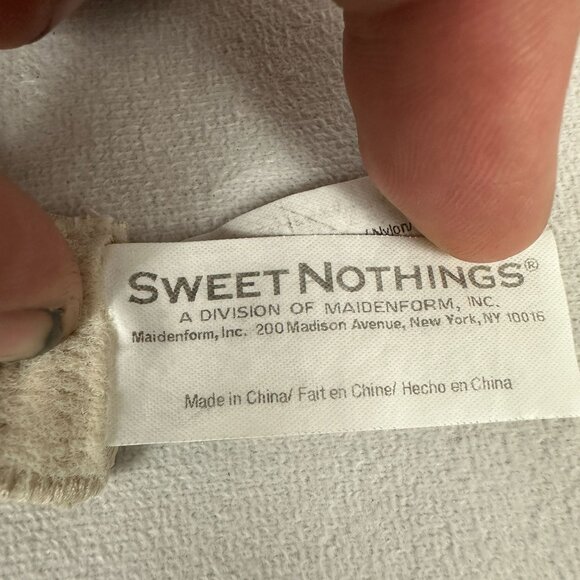 /Nylon/
SWEET NOTHINGS®
A DIVISION OF MAIDENFORM, INC.
Maidenform, Inc. 200 Madison Avenue, New York, NY 10016
Made in China/ Fait en Chine/ Hecho en China